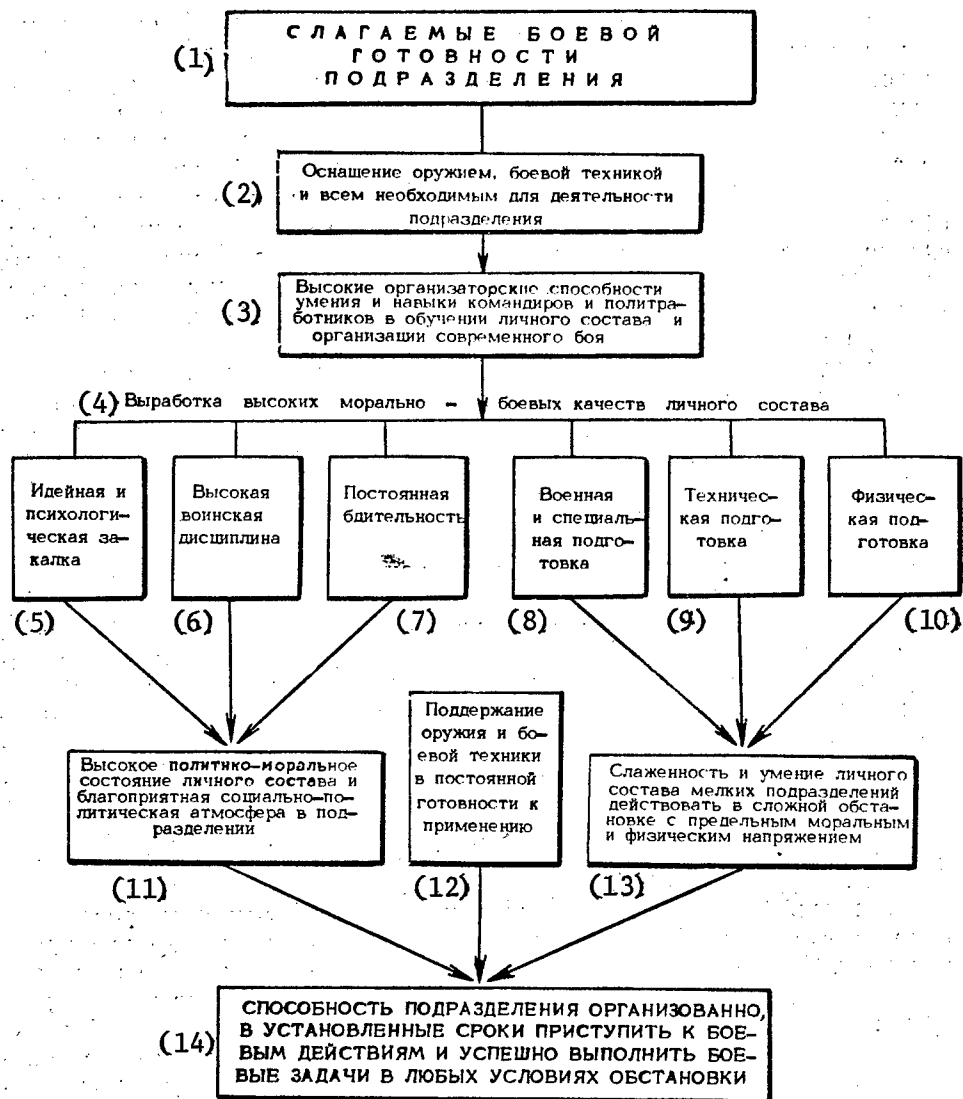 (1)
СЛАГАЕМЫЕ БОЕВОЙ
ГОТОВНОСТИ
ПОДРАЗДЕЛЕНИЯ
(2)
Оснашение оружием, боевой техникой
и всем необходимым для деятельности
подразделения
(3)
Высокие организаторские способности
умения и навыки командиров и политра-
ботников в обучении личного состава и
организации современного боя
(4) Выработка высоких морально – боевых качеств личного состава
Идейная и
психологи-
ческая за-
калка
(5)
Высокая
воинская
дисциплина
(6)
Постоянная
бдительность
(7)
Военная
и специаль-
ная подго-
товка
(8)
Техничес-
кая подго-
товка
(9)
Физичес-
кая под-
готовка
(10)
Высокое политико-моральное
состояние личного состава и
благоприятная социально-по-
литическая атмосфера в под-
разделении
(11)
Поддержание
оружия и бо-
евой техники
в постоянной
готовности к
применению
(12)
Слаженность и умение личного
состава мелких подразделений
действовать в сложной обста-
новке с предельным моральным
и физическим напряжением
(13)
(14)
СПОСОБНОСТЬ ПОДРАЗДЕЛЕНИЯ ОРГАНИЗОВАННО,
В УСТАНОВЛЕННЫЕ СРОКИ ПРИСТУПИТЬ К БОЕ-
ВЫМ ДЕЙСТВИЯМ И УСПЕШНО ВЫПОЛНИТЬ БОЕ-
ВЫЕ ЗАДАЧИ В ЛЮБЫХ УСЛОВИЯХ ОБСТАНОВКИ